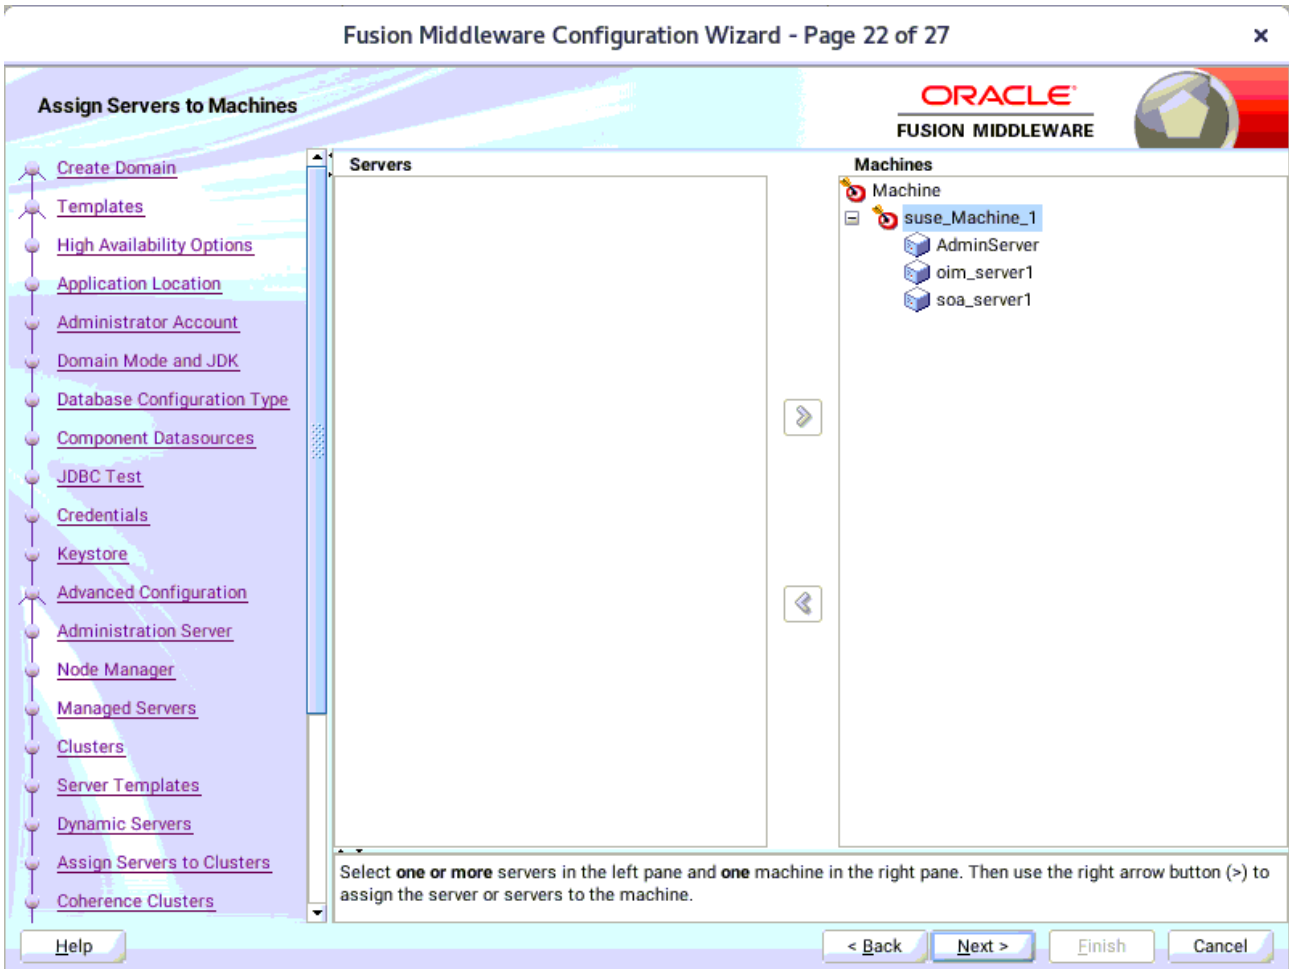 Fusion Middleware Configuration Wizard - Page 22 of 27
Assign Servers to Machines
ORACLE
FUSION MIDDLEWARE
Create Domain
Templates
High Availability Options
Application Location
Administrator Account
Domain Mode and JDK
Database Configuration Type
Component Datasources
JDBC Test
Credentials
Keystore
Advanced Configuration
Administration Server
Node Manager
Managed Servers
Clusters
Server Templates
Dynamic Servers
Assign Servers to Clusters
Coherence Clusters
Servers
Machines
Machine
suse_Machine_1
AdminServer
oim_server1
soa_server1
Select one or more servers in the left pane and one machine in the right pane. Then use the right arrow button (>) to
assign the server or servers to the machine.
Help
< Back
Next >
Finish
Cancel